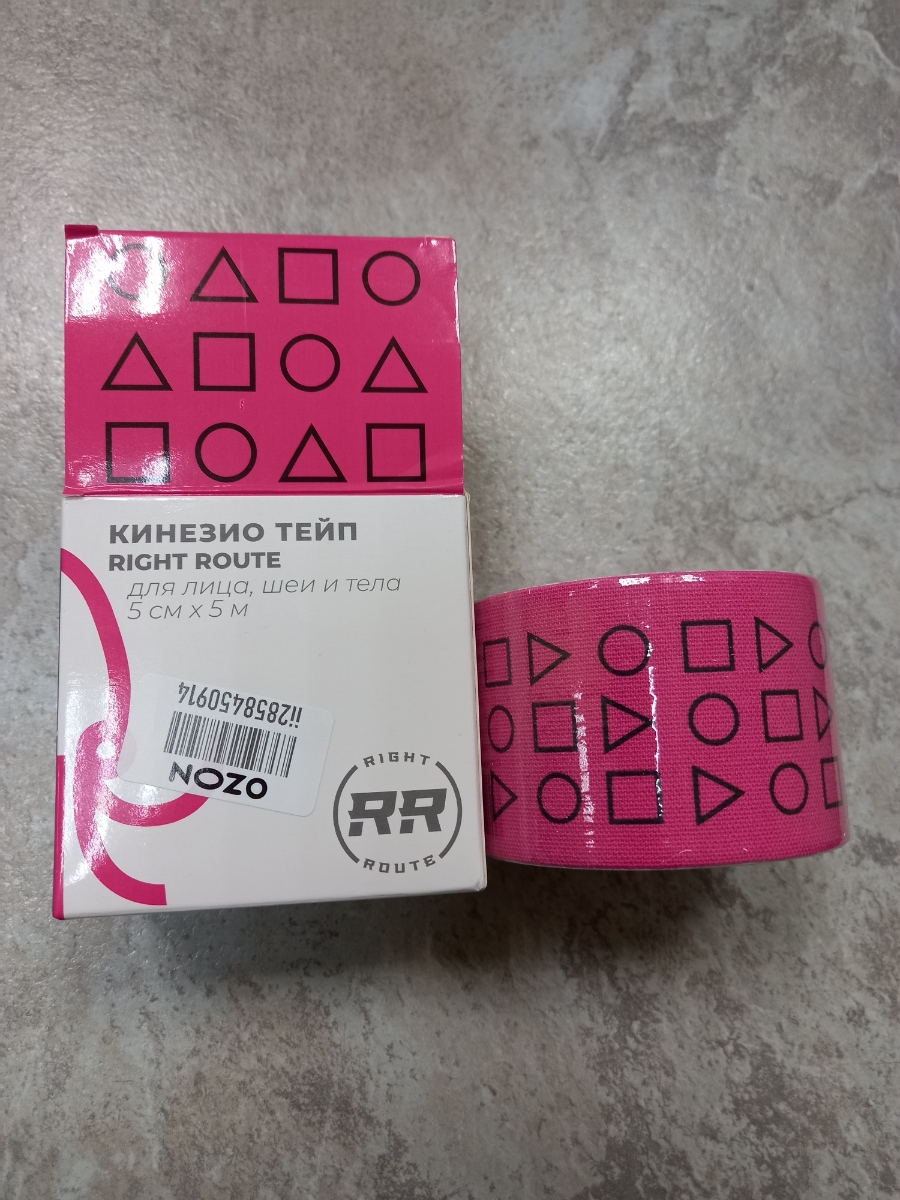 КИНЕЗИО ТЕЙП
RIGHT ROUTE
для лица, шеи и тела
5 см x 5 м
ii2858450914
OZON
RIGHT
RR
ROUTE